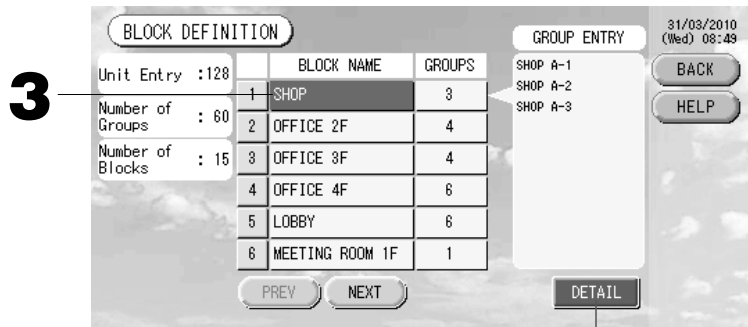 BLOCK DEFINITION
31/03/2010
(Wed) 08:49
Unit Entry :128
Number of Groups : 60
Number of Blocks : 15
3
BLOCK NAME GROUPS
1 SHOP 3
2 OFFICE 2F 4
3 OFFICE 3F 4
4 OFFICE 4F 6
5 LOBBY 6
6 MEETING ROOM 1F 1
GROUP ENTRY
SHOP A-1
SHOP A-2
SHOP A-3
BACK
HELP
PREV NEXT DETAIL